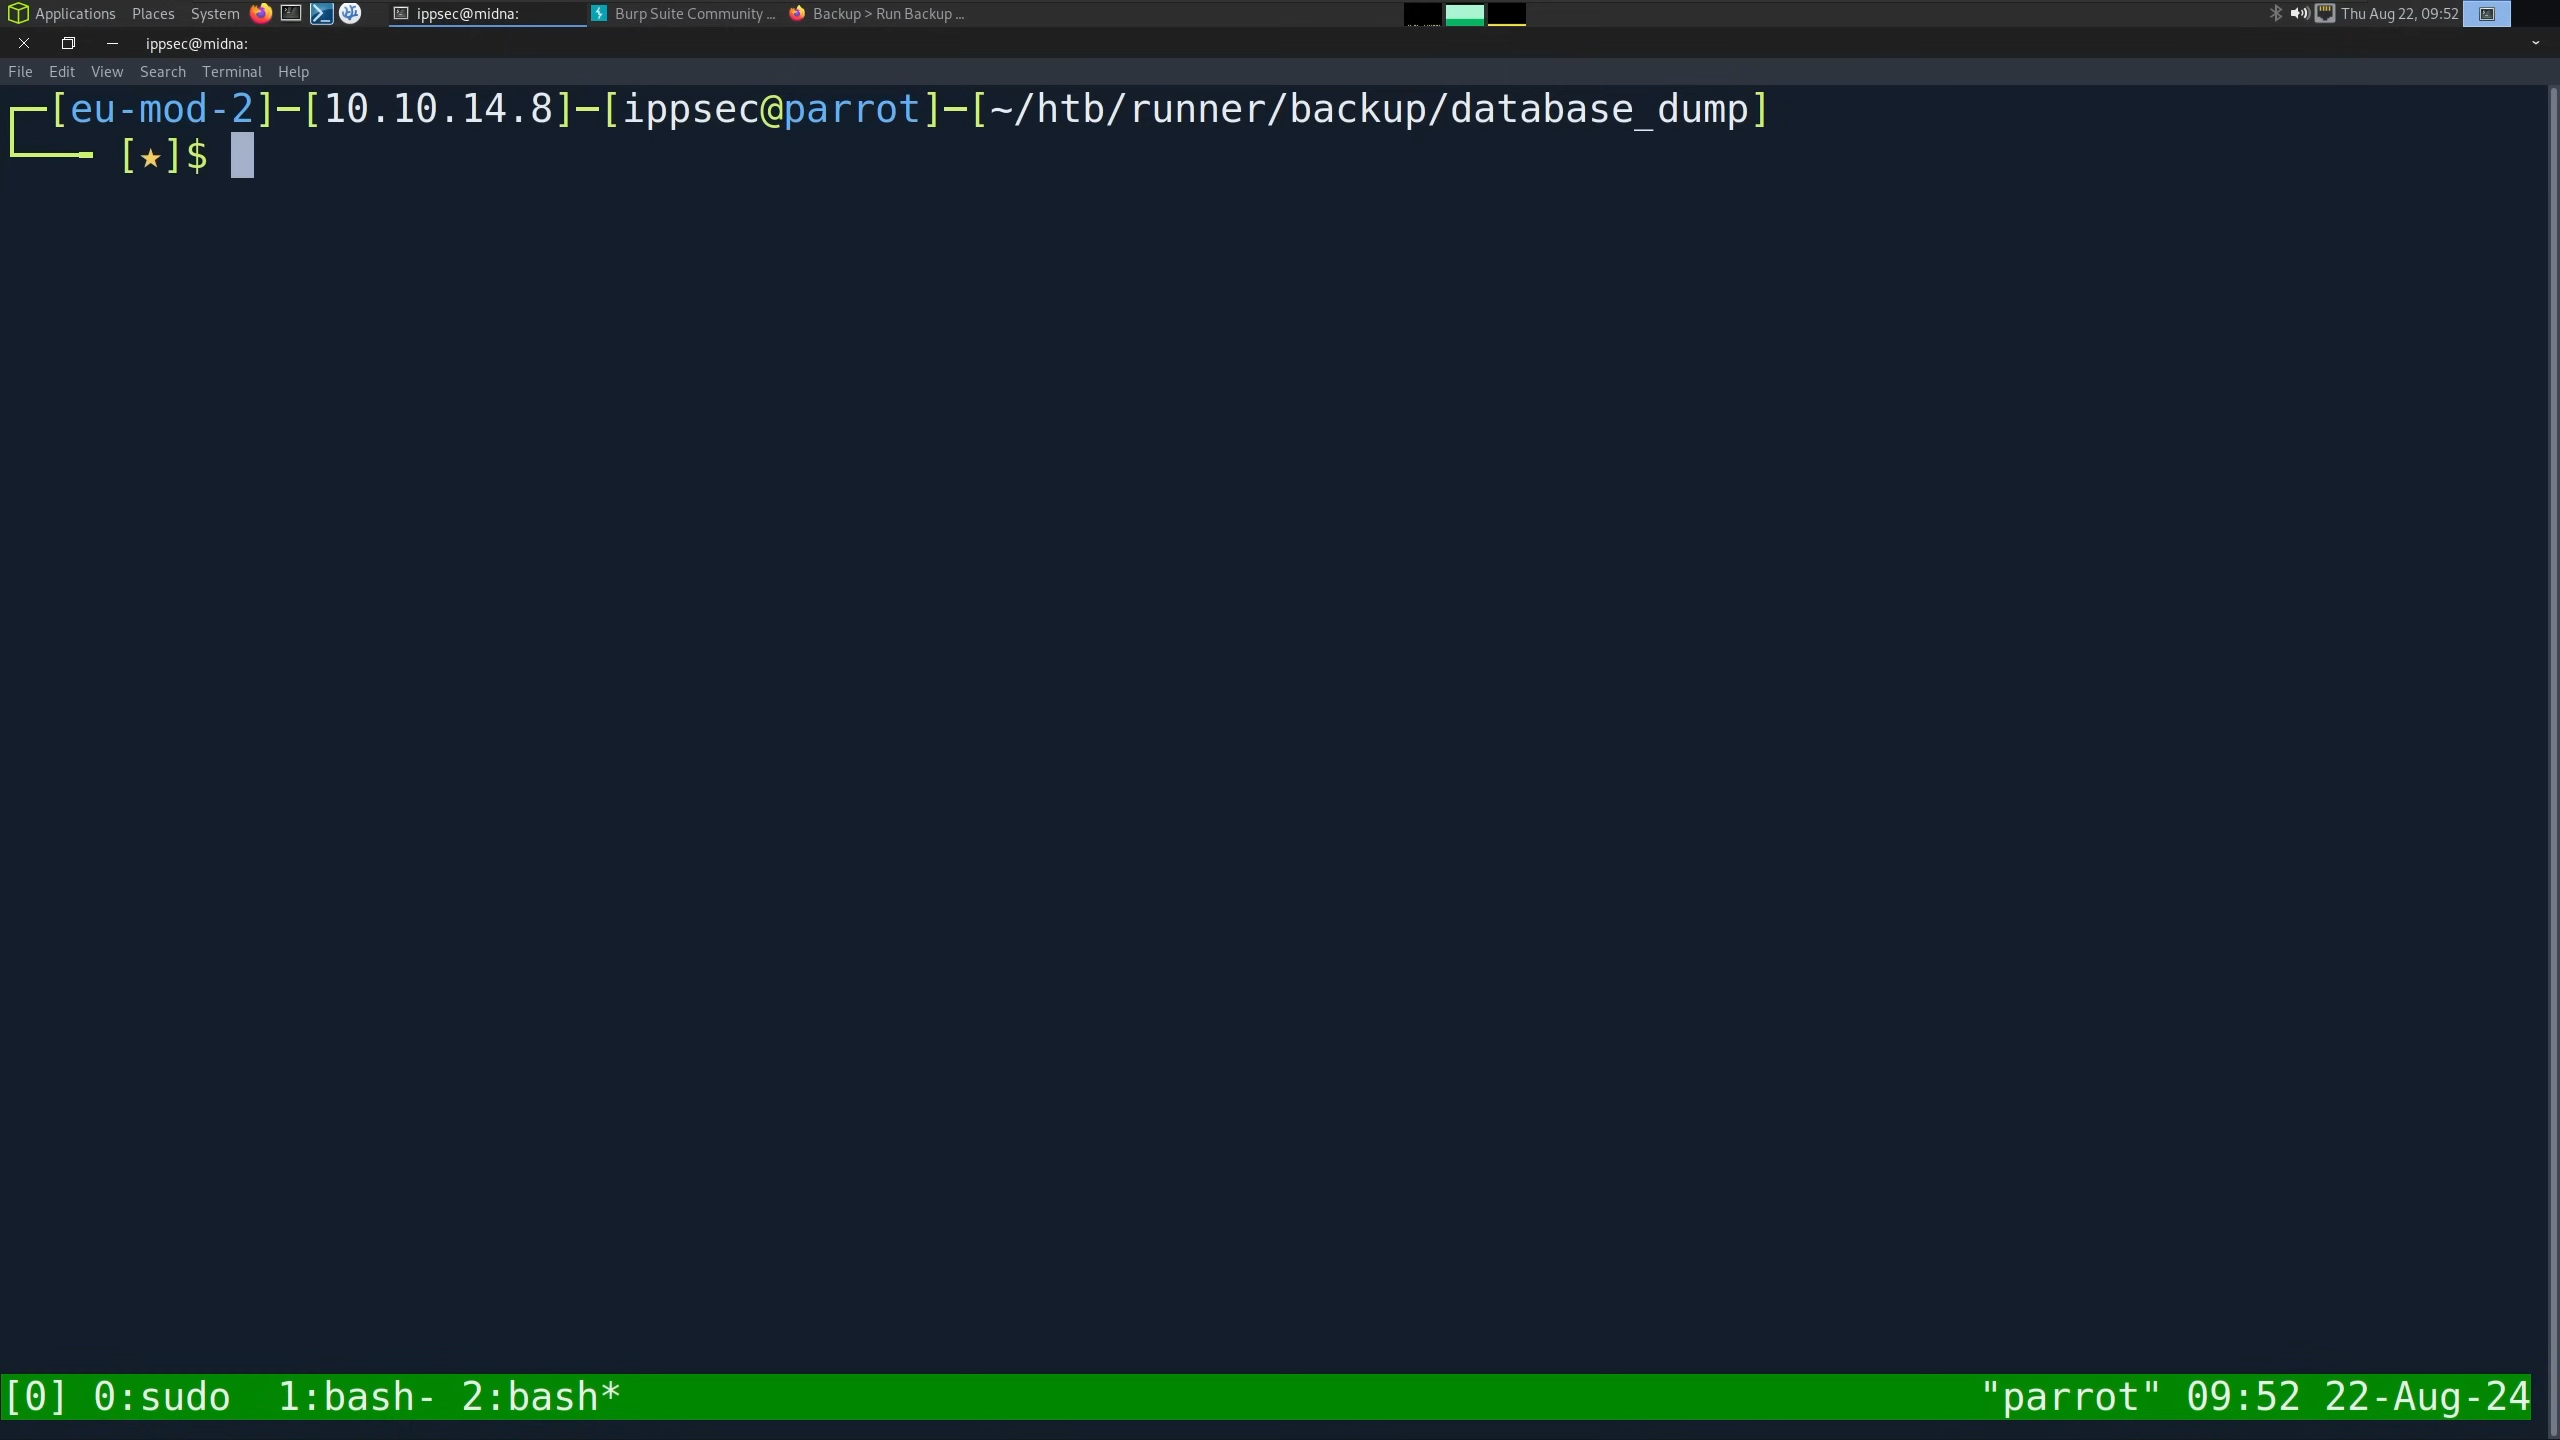 Applications Places System ippsec@midna: Burp Suite Community ... Backup > Run Backup ... Thu Aug 22, 09:52
ippsec@midna:
File Edit View Search Terminal Help
┌─[eu-mod-2]─[10.10.14.8]─[ippsec@parrot]─[~/htb/runner/backup/database_dump]
└──╼ [★]$
[0] 0:sudo  1:bash- 2:bash* "parrot" 09:52 22-Aug-24